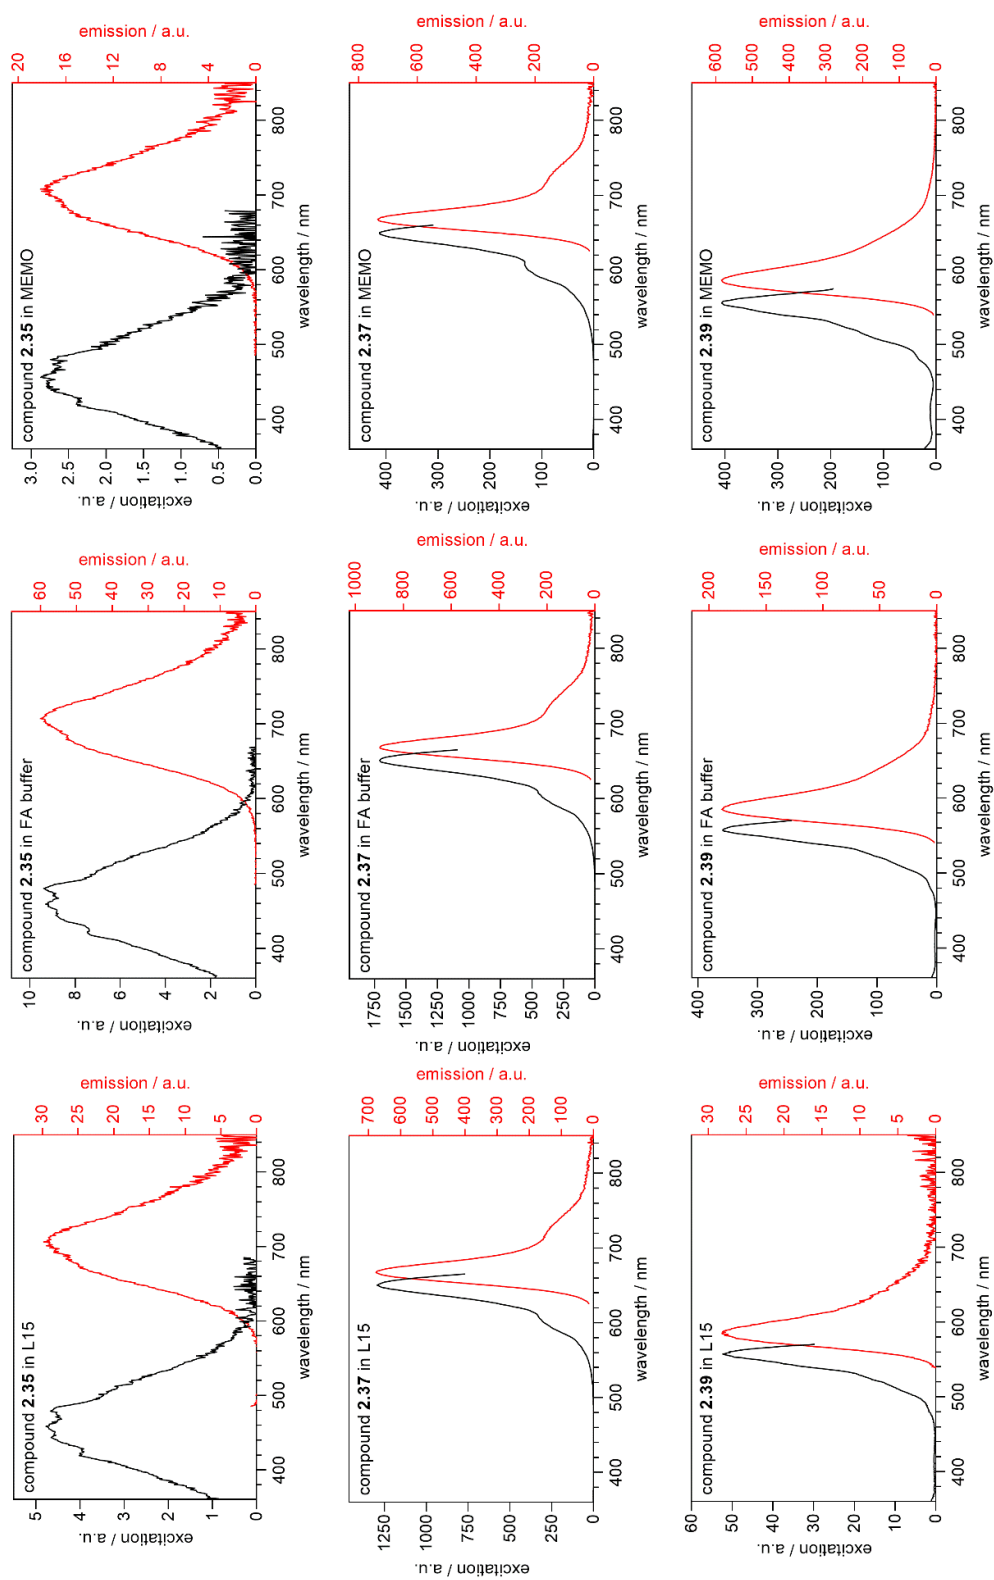 compound 2.35 in L15
excitation / a.u.
5
4
3
2
1
0
400 500 600 700 800
wavelength / nm
30
25
20
15
10
5
0
emission / a.u.
compound 2.35 in FA buffer
excitation / a.u.
10
8
6
4
2
0
400 500 600 700 800
wavelength / nm
60
50
40
30
20
10
0
emission / a.u.
compound 2.35 in MEMO
excitation / a.u.
3.0
2.5
2.0
1.5
1.0
0.5
0.0
400 500 600 700 800
wavelength / nm
20
18
16
14
12
10
8
6
4
2
0
emission / a.u.
compound 2.37 in L15
excitation / a.u.
1250
1000
750
500
250
0
400 500 600 700 800
wavelength / nm
700
600
500
400
300
200
100
0
emission / a.u.
compound 2.37 in FA buffer
excitation / a.u.
1750
1500
1250
1000
750
500
250
0
400 500 600 700 800
wavelength / nm
1000
800
600
400
200
0
emission / a.u.
compound 2.37 in MEMO
excitation / a.u.
400
300
200
100
0
400 500 600 700 800
wavelength / nm
800
600
400
200
0
emission / a.u.
compound 2.39 in L15
excitation / a.u.
60
50
40
30
20
10
0
400 500 600 700 800
wavelength / nm
30
25
20
15
10
5
0
emission / a.u.
compound 2.39 in FA buffer
excitation / a.u.
400
300
200
100
0
400 500 600 700 800
wavelength / nm
200
150
100
50
0
emission / a.u.
compound 2.39 in MEMO
excitation / a.u.
400
300
200
100
0
400 500 600 700 800
wavelength / nm
600
500
400
300
200
100
0
emission / a.u.